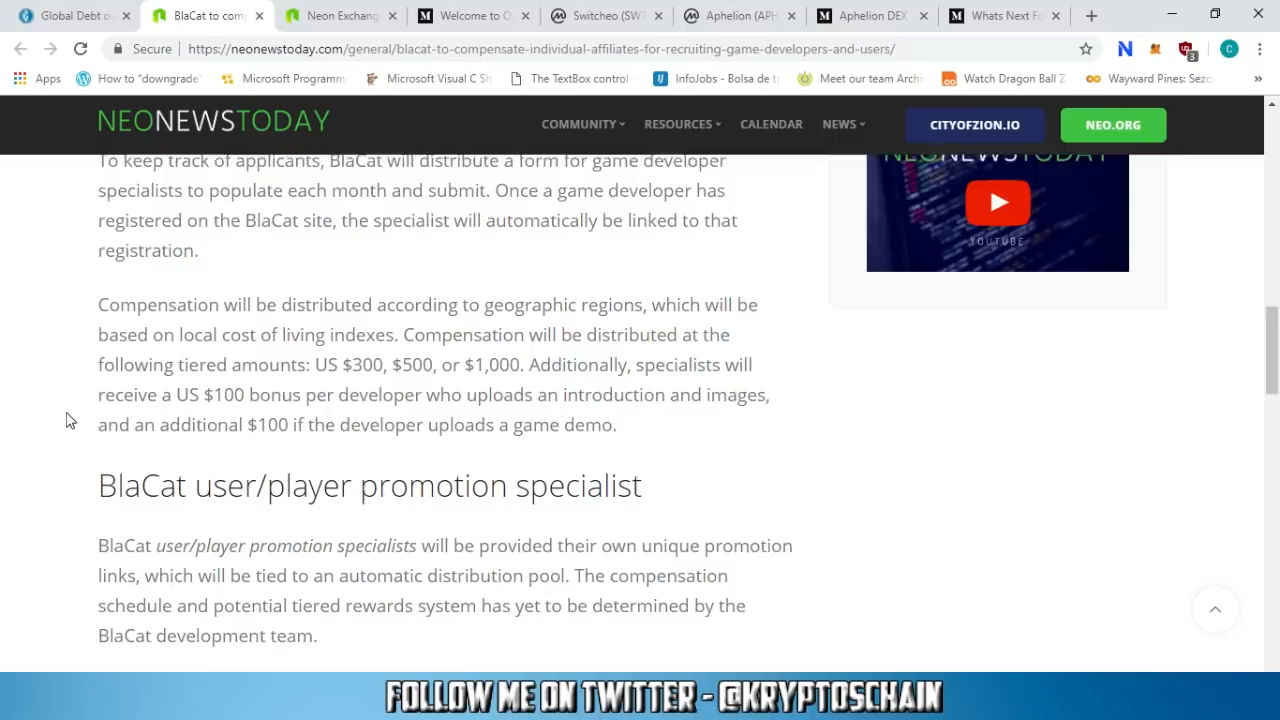 Global Debt o
BlaCat to comp
Neon Exchang
Welcome to O
Switcheo (SWT
Aphelion (APH
Aphelion DEX
Whats Next Fo
Secure
https://neonewstoday.com/general/blacat-to-compensate-individual-affiliates-for-recruiting-game-developers-and-users/
3
C
Apps
How to "downgrade"
Microsoft Programm
Microsoft Visual C Sh
The TextBox control
InfoJobs - Bolsa de t
Meet our team Archi
Watch Dragon Ball Z
Wayward Pines: Sezo
»
NEONEWSTODAY
COMMUNITY
RESOURCES
CALENDAR
NEWS
CITYOFZION.IO
NEO.ORG
To keep track of applicants, BlaCat will distribute a form for game developer
specialists to populate each month and submit. Once a game developer has
registered on the BlaCat site, the specialist will automatically be linked to that
registration.
NEONEWSTODAY
YOUTUBE
Compensation will be distributed according to geographic regions, which will be
based on local cost of living indexes. Compensation will be distributed at the
following tiered amounts: US $300, $500, or $1,000. Additionally, specialists will
receive a US $100 bonus per developer who uploads an introduction and images,
and an additional $100 if the developer uploads a game demo.
BlaCat user/player promotion specialist
BlaCat user/player promotion specialists will be provided their own unique promotion
links, which will be tied to an automatic distribution pool. The compensation
schedule and potential tiered rewards system has yet to be determined by the
BlaCat development team.
FOLLOW ME ON TWITTER - @KRYPTOSCHAIN